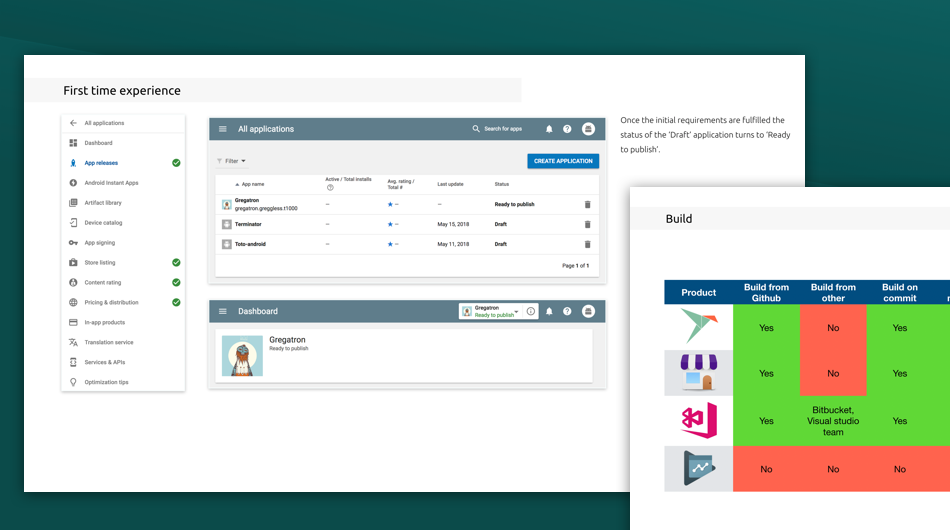 First time experience
All applications
Dashboard
App releases
Android Instant Apps
Artifact library
Device catalog
App signing
Store listing
Content rating
Pricing & distribution
In-app products
Translation service
Services & APIs
Optimization tips
All applications
Search for apps
Filter
CREATE APPLICATION
App name
Active / Total installs
Avg. rating /
Total #
Last update
Status
Gregatron
gregatron.greggless.t1000
–
★ –
–
Ready to publish
Terminator
–
★ –
May 15, 2018
Draft
Toto-android
–
★ –
May 11, 2018
Draft
Page 1 of 1
Dashboard
Gregatron
Ready to publish
Gregatron
Ready to publish
Once the initial requirements are fulfilled the
status of the 'Draft' application turns to 'Ready
to publish'.
Build
Product
Build from
Github
Build from
other
Build on
commit
Yes
No
Yes
Yes
No
Yes
Yes
Bitbucket,
Visual studio
team
Yes
No
No
No